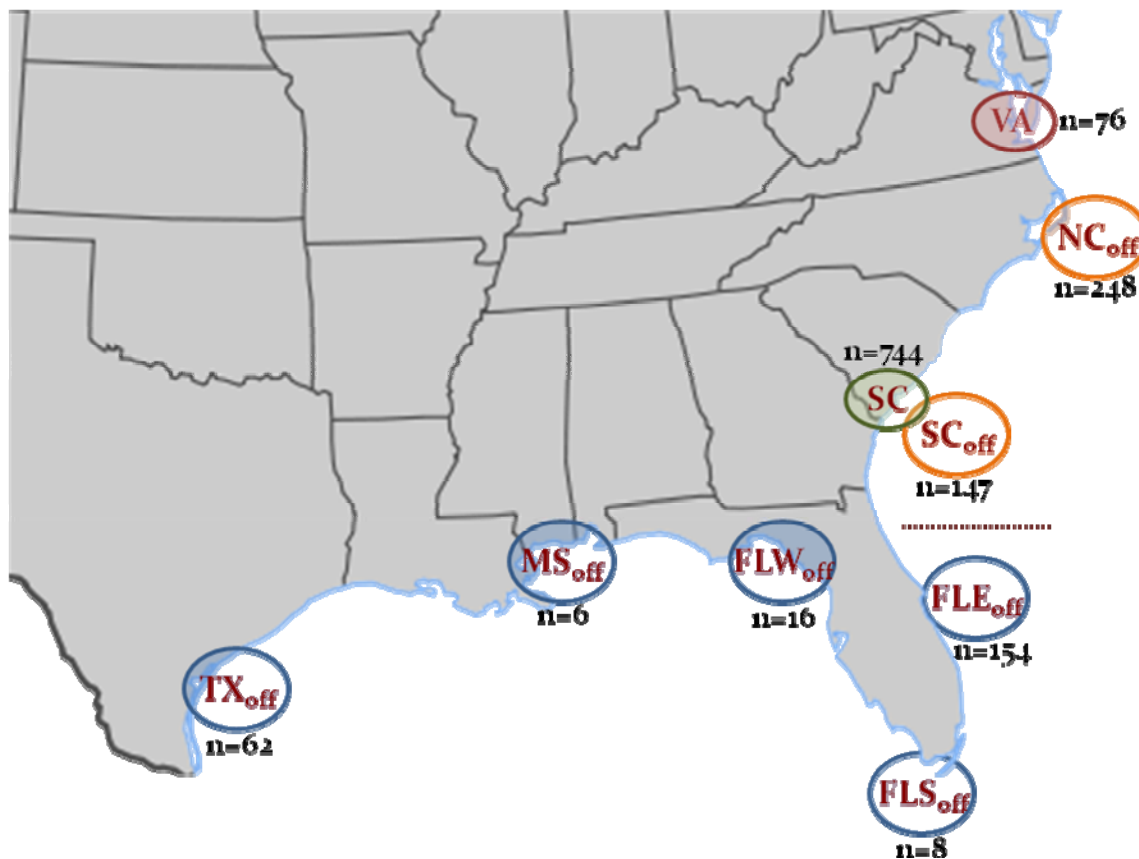 VA n=76
NCoff
n=248
n=744
SC
SCoff
n=147
MSoff
n=6
FLWoff
n=16
FLEoff
n=154
TXoff
n=62
FLSoff
n=8